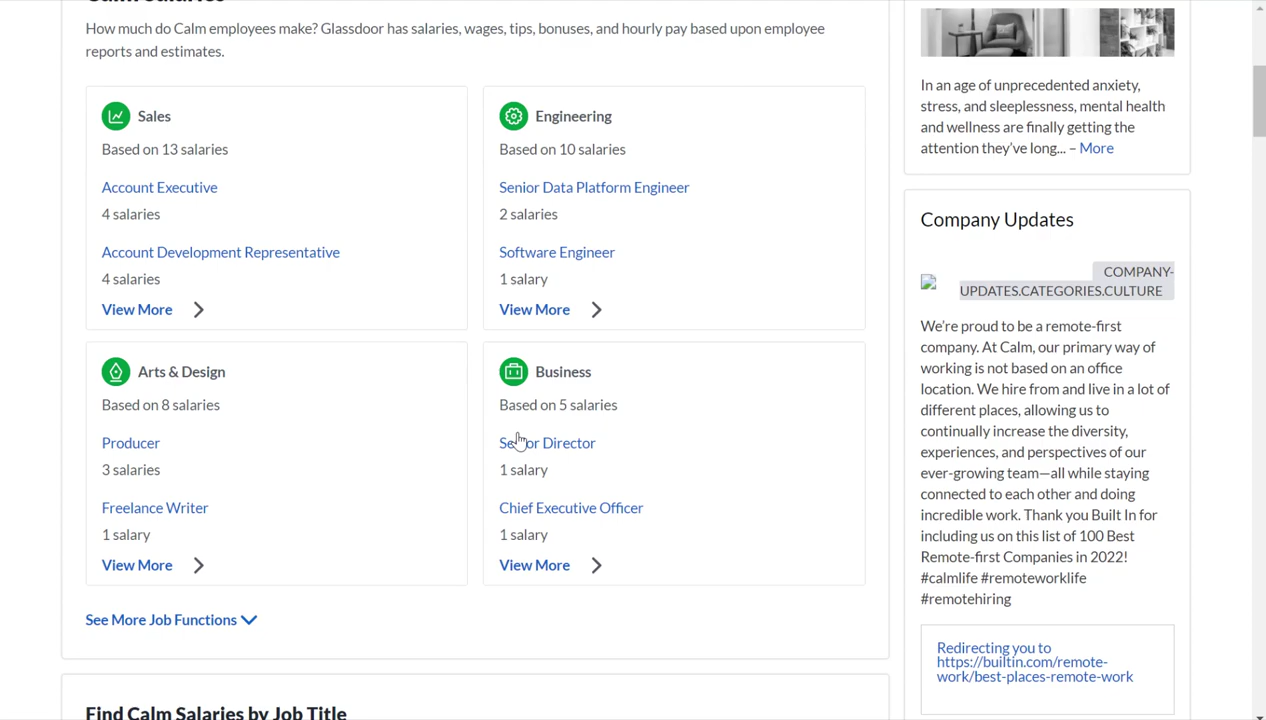 How much do Calm employees make? Glassdoor has salaries, wages, tips, bonuses, and hourly pay based upon employee
reports and estimates.
Sales
Based on 13 salaries
Account Executive
4 salaries
Account Development Representative
4 salaries
View More
Engineering
Based on 10 salaries
Senior Data Platform Engineer
2 salaries
Software Engineer
1 salary
View More
Arts & Design
Based on 8 salaries
Producer
3 salaries
Freelance Writer
1 salary
View More
Business
Based on 5 salaries
Senior Director
1 salary
Chief Executive Officer
1 salary
View More
See More Job Functions
Find Calm Salaries by Job Title
In an age of unprecedented anxiety,
stress, and sleeplessness, mental health
and wellness are finally getting the
attention they've long... – More
Company Updates
COMPANY-
UPDATES.CATEGORIES.CULTURE
We're proud to be a remote-first
company. At Calm, our primary way of
working is not based on an office
location. We hire from and live in a lot of
different places, allowing us to
continually increase the diversity,
experiences, and perspectives of our
ever-growing team—all while staying
connected to each other and doing
incredible work. Thank you Built In for
including us on this list of 100 Best
Remote-first Companies in 2022!
#calmlife #remoteworklife
#remotehiring
Redirecting you to
https://builtin.com/remote-
work/best-places-remote-work